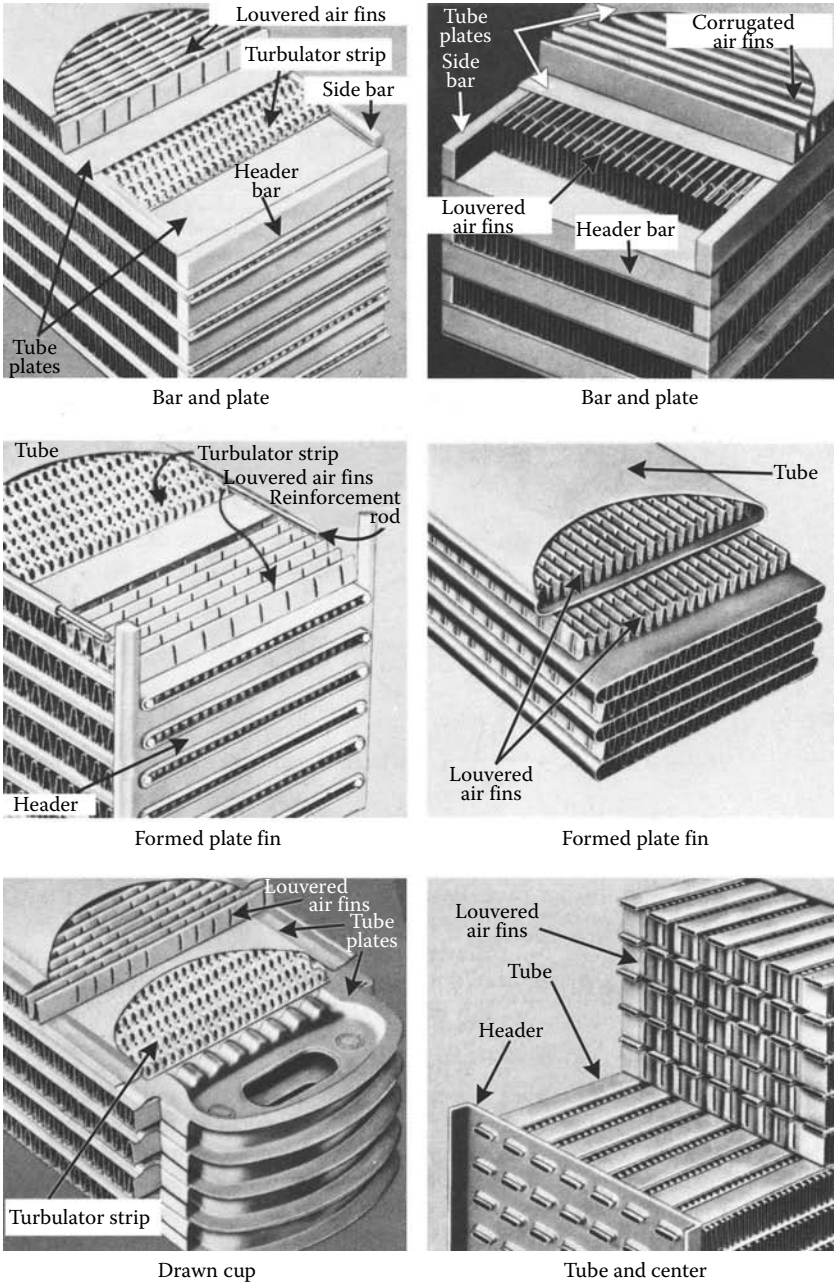 Louvered air fins
Turbulator strip
Side bar
Header
bar
Tube
plates
Bar and plate
Tube
plates
Corrugated
air fins
Side
bar
Louvered
air fins
Header bar
Bar and plate
Tube
Turbulator strip
Louvered air fins
Reinforcement
rod
Header
Formed plate fin
Tube
Louvered
air fins
Formed plate fin
Louvered
air fins
Tube
plates
Turbulator strip
Drawn cup
Louvered
air fins
Tube
Header
Tube and center